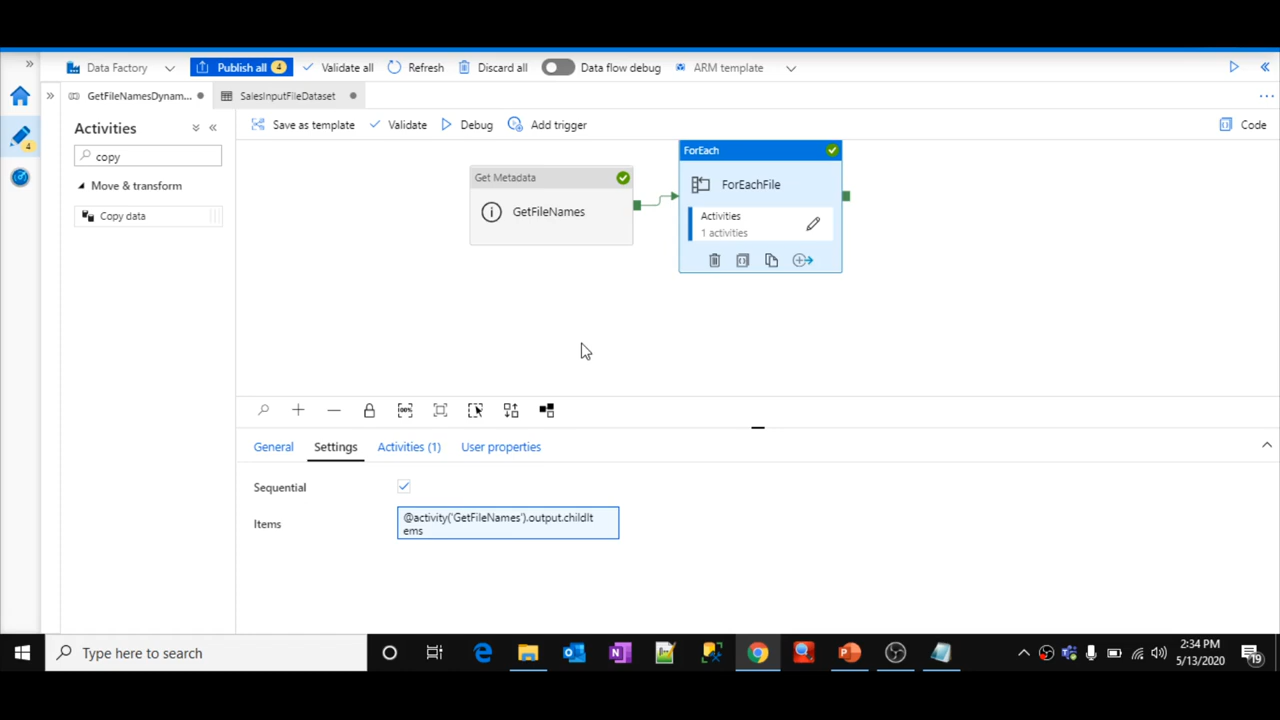 Data Factory
Publish all 4
Validate all
Refresh
Discard all
Data flow debug
ARM template
GetFileNamesDynam...
SalesInputFileDataset
4
Activities
copy
Move & transform
Copy data
Save as template
Validate
Debug
Add trigger
Code
Get Metadata
GetFileNames
ForEach
ForEachFile
Activities
1 activities
100%
General
Settings
Activities (1)
User properties
Sequential
Items
@activity('GetFileNames').output.childIt
ems
Type here to search
2:34 PM
5/13/2020
19